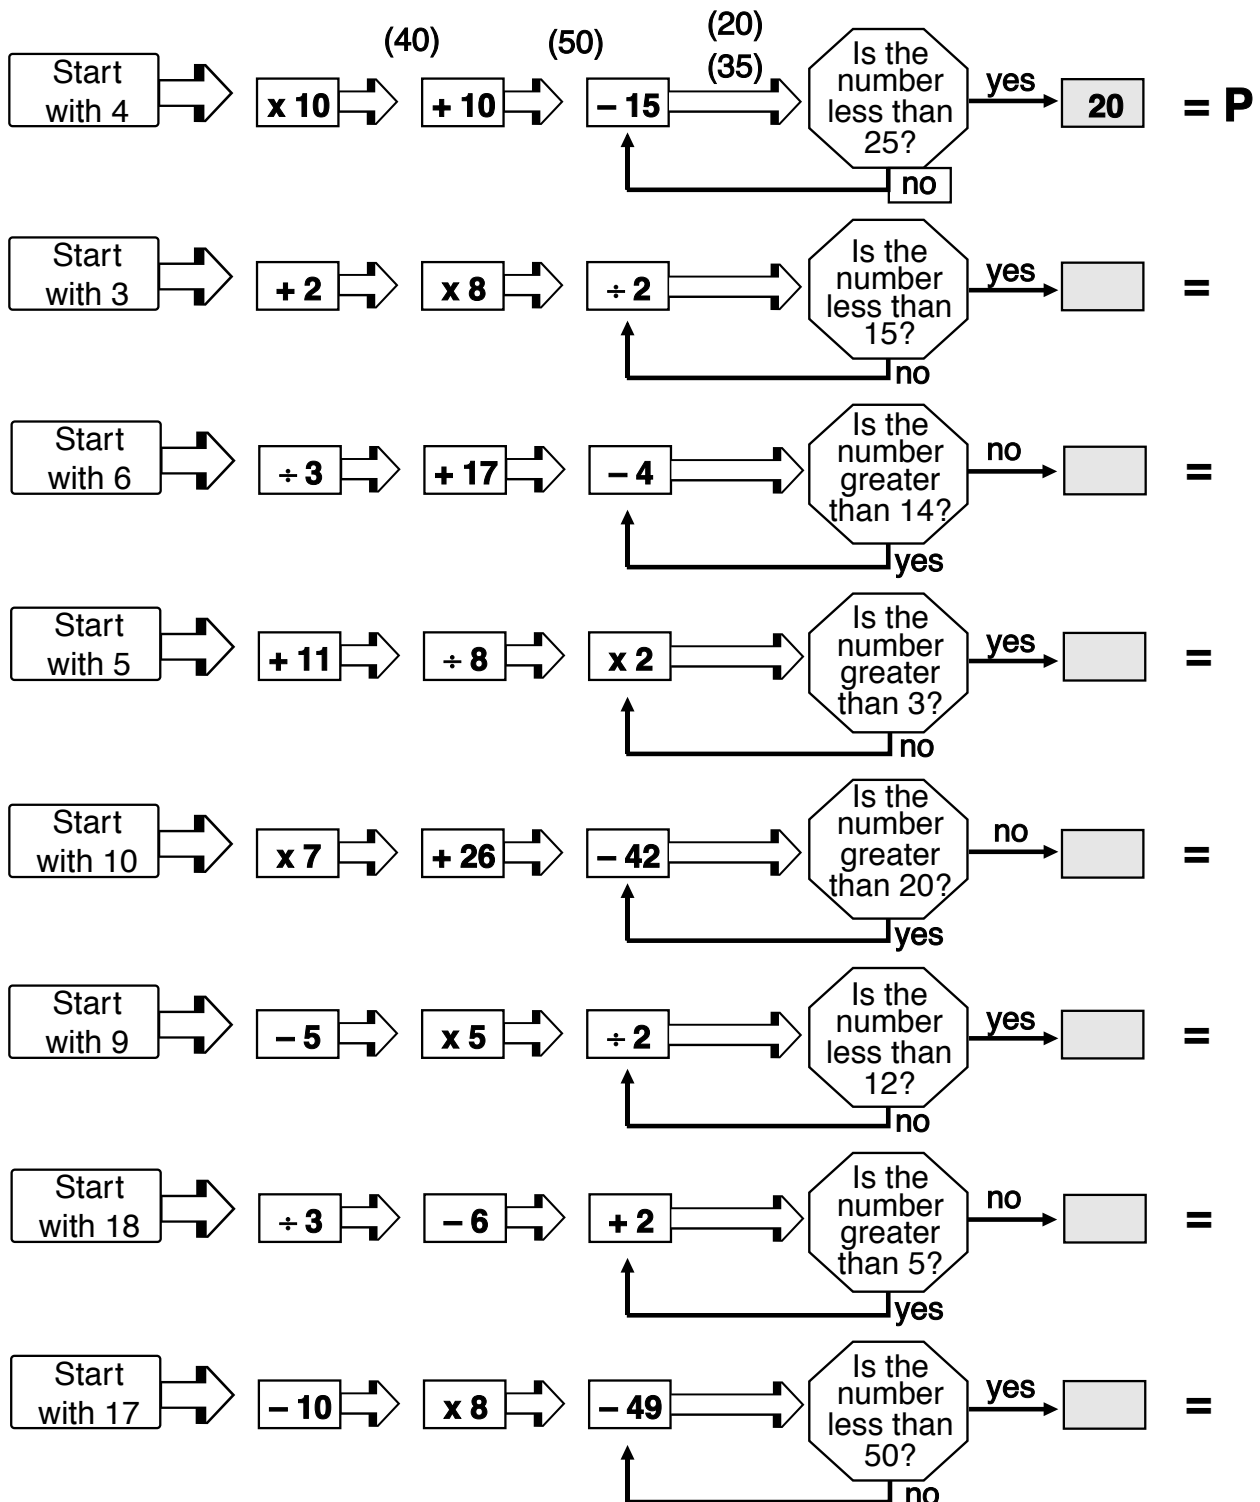 (40)
(50)
(20)
(35)
Start
with 4
x 10
+ 10
– 15
Is the
number
less than
25?
yes
20
= P
no
Start
with 3
+ 2
x 8
÷ 2
Is the
number
less than
15?
yes
=
no
Start
with 6
÷ 3
+ 17
– 4
Is the
number
greater
than 14?
no
=
yes
Start
with 5
+ 11
÷ 8
x 2
Is the
number
greater
than 3?
yes
=
no
Start
with 10
x 7
+ 26
– 42
Is the
number
greater
than 20?
no
=
yes
Start
with 9
– 5
x 5
÷ 2
Is the
number
less than
12?
yes
=
no
Start
with 18
÷ 3
– 6
+ 2
Is the
number
greater
than 5?
no
=
yes
Start
with 17
– 10
x 8
– 49
Is the
number
less than
50?
yes
=
no